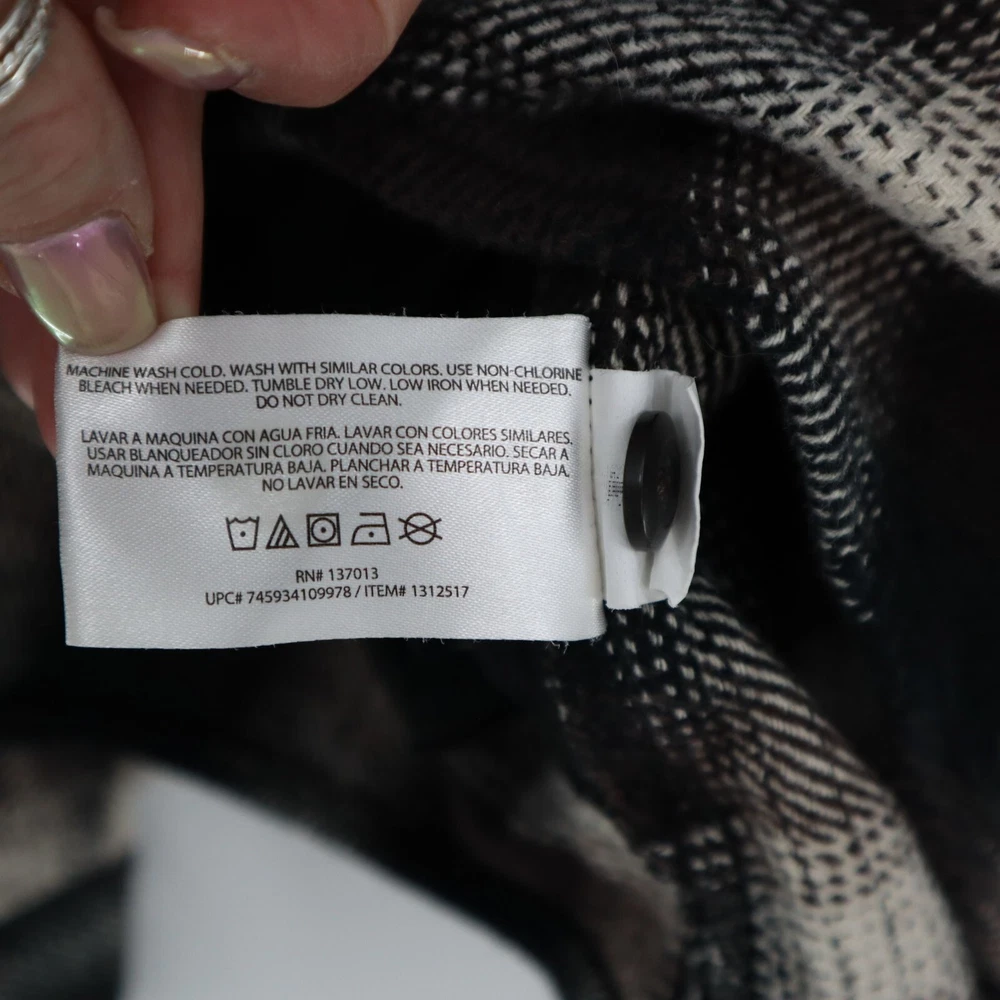 MACHINE WASH COLD. WASH WITH SIMILAR COLORS. USE NON-CHLORINE
BLEACH WHEN NEEDED. TUMBLE DRY LOW. LOW IRON WHEN NEEDED.
DO NOT DRY CLEAN.
LAVAR A MAQUINA CON AGUA FRIA. LAVAR CON COLORES SIMILARES.
USAR BLANQUEADOR SIN CLORO CUANDO SEA NECESARIO. SECAR A
MAQUINA A TEMPERATURA BAJA. PLANCHAR A TEMPERATURA BAJA.
NO LAVAR EN SECO.
RN# 137013
UPC# 745934109978 / ITEM# 1312517